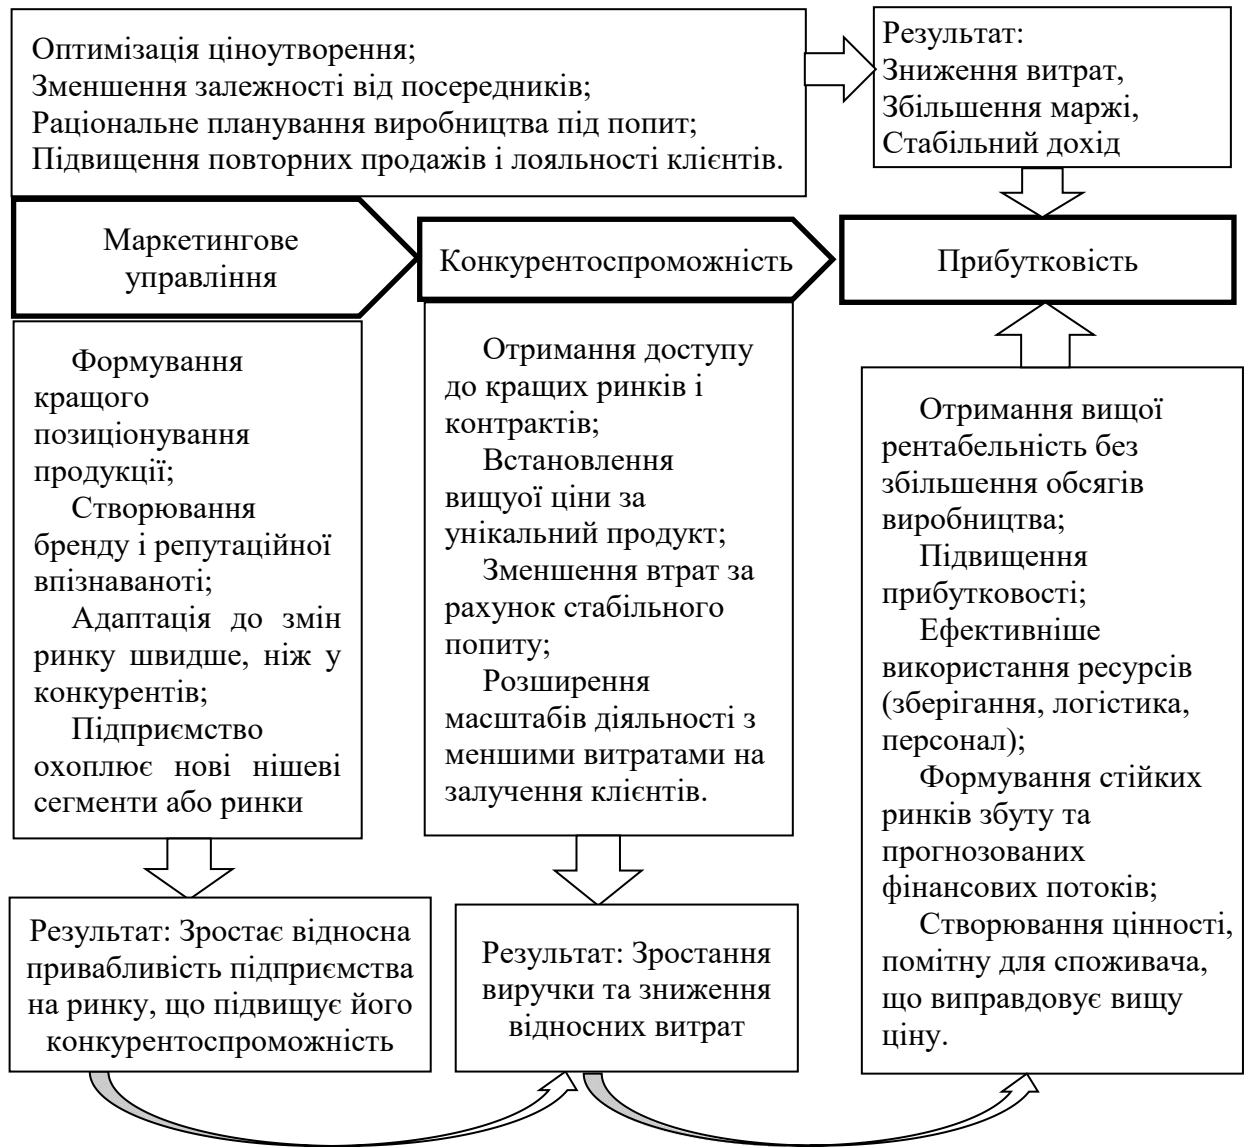 Оптимізація ціноутворення;
Зменшення залежності від посередників;
Раціональне планування виробництва під попит;
Підвищення повторних продажів і лояльності клієнтів.
Результат:
Зниження витрат,
Збільшення маржі,
Стабільний дохід
Маркетингове
управління
Конкурентоспроможність
Прибутковість
Формування
кращого
позиціонування
продукції;
Створювання
бренду і репутаційної
впізнаваноті;
Адаптація до змін
ринку швидше, ніж у
конкурентів;
Підприємство
охоплює нові нішеві
сегменти або ринки
Отримання доступу
до кращих ринків і
контрактів;
Встановлення
вищуої ціни за
унікальний продукт;
Зменшення втрат за
рахунок стабільного
попиту;
Розширення
масштабів діяльності з
меншими витратами на
залучення клієнтів.
Отримання вищої
рентабельність без
збільшення обсягів
виробництва;
Підвищення
прибутковості;
Ефективніше
використання ресурсів
(зберігання, логістика,
персонал);
Формування стійких
ринків збуту та
прогнозованих
фінансових потоків;
Створювання цінності,
помітну для споживача,
що виправдовує вищу
ціну.
Результат: Зростає відносна
привабливість підприємства
на ринку, що підвищує його
конкурентоспроможність
Результат: Зростання
виручки та зниження
відносних витрат